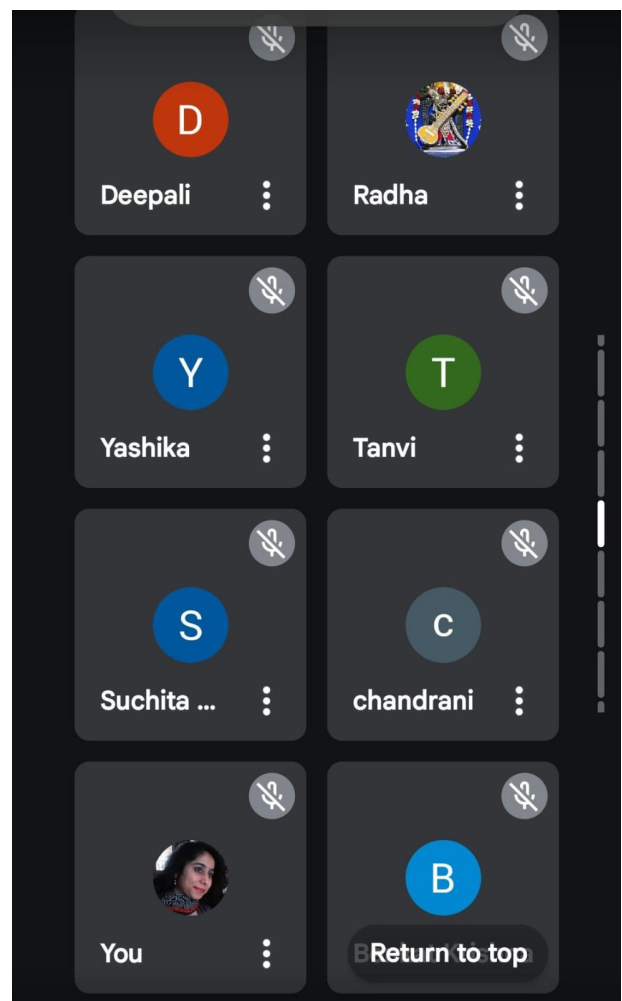 D
Deepali
Radha
Y
Yashika
T
Tanvi
S
Suchita ...
c
chandrani
You
B
Return to top